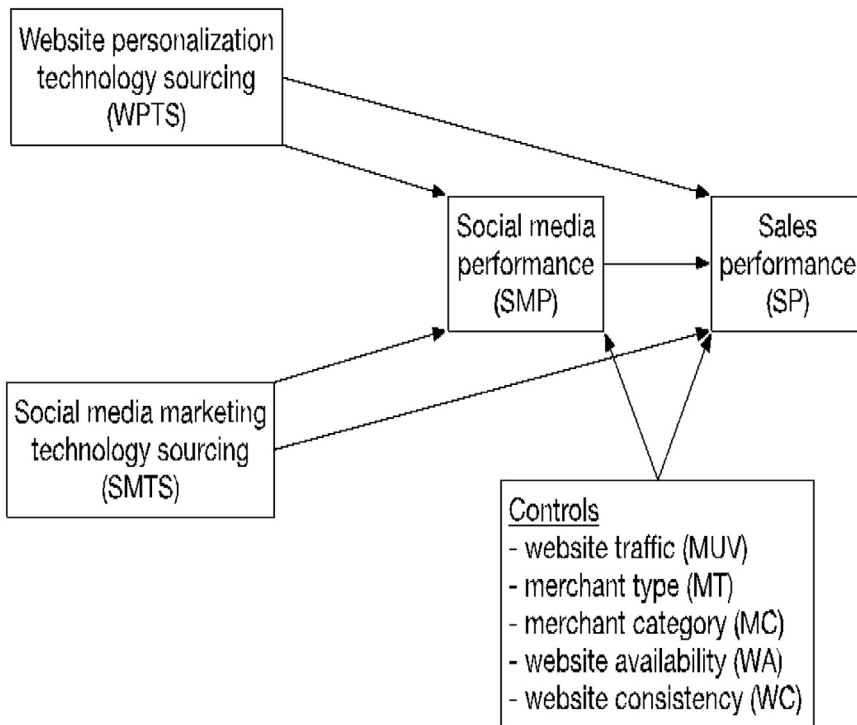 Website personalization
technology sourcing
(WPTS)
Social media
performance
(SMP)
Sales
performance
(SP)
Social media marketing
technology sourcing
(SMTS)
Controls
- website traffic (MUV)
- merchant type (MT)
- merchant category (MC)
- website availability (WA)
- website consistency (WC)